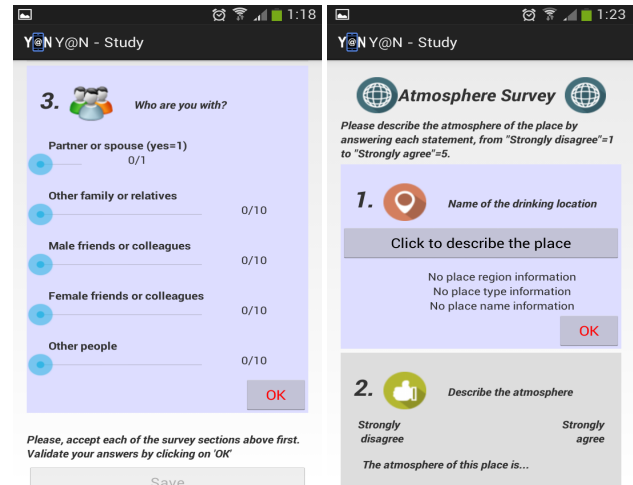 1:18
Y@N Y@N - Study
3. Who are you with?
Partner or spouse (yes=1)
0/1
Other family or relatives
0/10
Male friends or colleagues
0/10
Female friends or colleagues
0/10
Other people
0/10
OK
Please, accept each of the survey sections above first.
Validate your answers by clicking on 'OK'
Save
1:23
Y@N Y@N - Study
Atmosphere Survey
Please describe the atmosphere of the place by
answering each statement, from "Strongly disagree"=1
to "Strongly agree"=5.
1. Name of the drinking location
Click to describe the place
No place region information
No place type information
No place name information
OK
2. Describe the atmosphere
Strongly disagree
Strongly agree
The atmosphere of this place is...